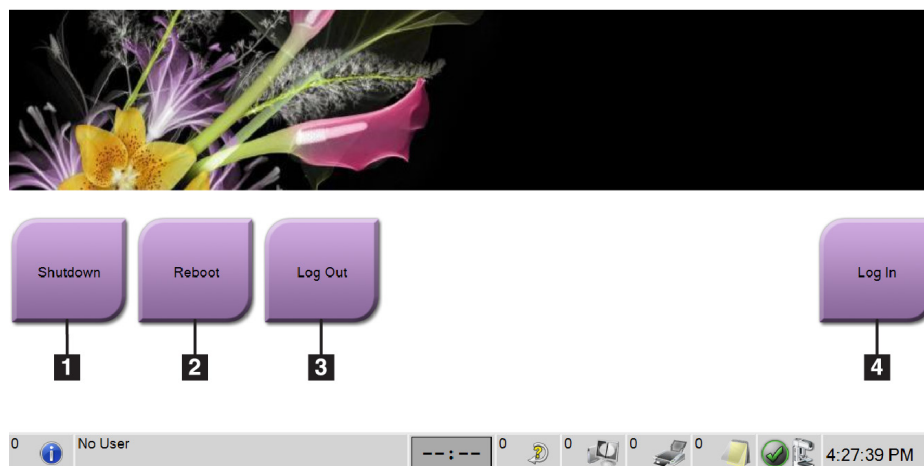 Shutdown
Reboot
Log Out
Log In
1
2
3
4
0
No User
--:--
0
0
0
0
4:27:39 PM